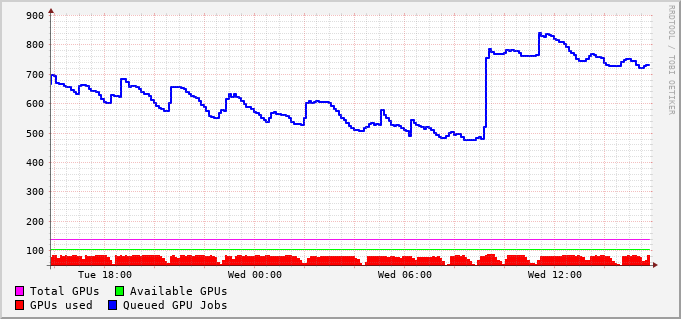 900
800
700
600
500
400
300
200
100
Tue 18:00 Wed 00:00 Wed 06:00 Wed 12:00
Total GPUs Available GPUs
GPUs used Queued GPU Jobs
RRDTOOL / TOBI OETIKER